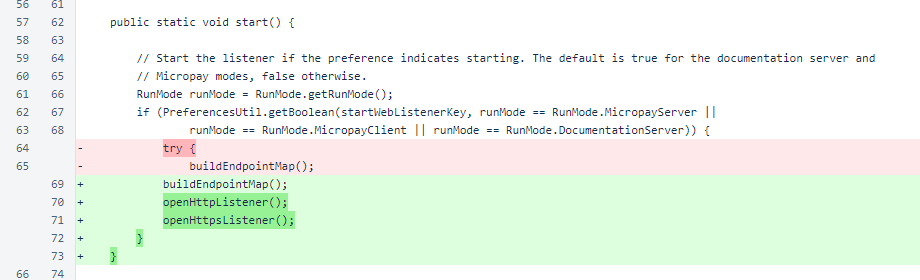 56 61
57 62 public static void start() {
58 63
59 64 // Start the listener if the preference indicates starting. The default is true for the documentation server and
60 65 // Micropay modes, false otherwise.
61 66 RunMode runMode = RunMode.getRunMode();
62 67 if (PreferencesUtil.getBoolean(startWebListenerKey, runMode == RunMode.MicropayServer ||
63 68 runMode == RunMode.MicropayClient || runMode == RunMode.DocumentationServer)) {
64 - try {
65 - buildEndpointMap();
69 + buildEndpointMap();
70 + openHttpListener();
71 + openHttpsListener();
72 + }
73 + }
66 74